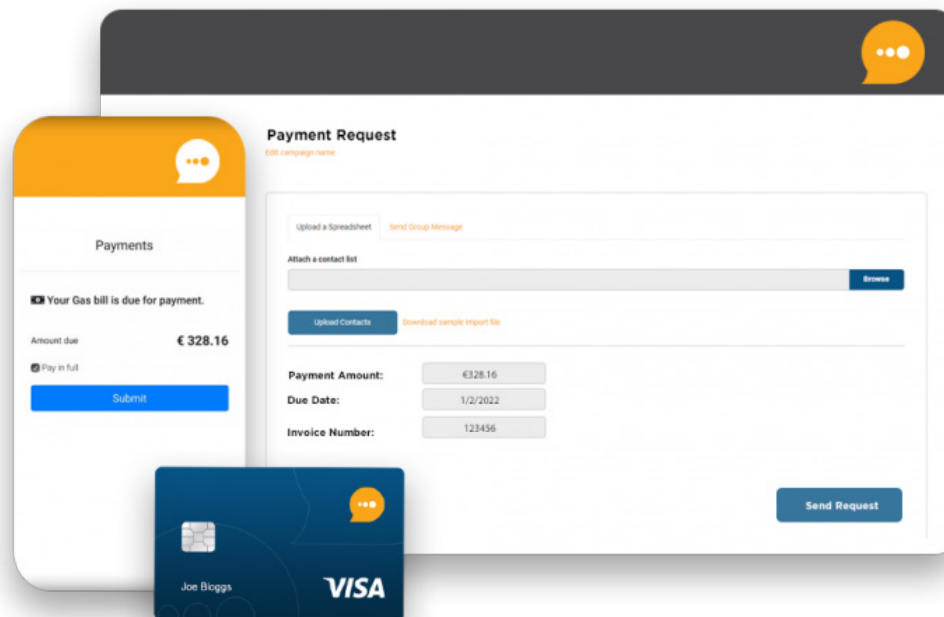 Payment Request
Edit campaign name
Upload a Spreadsheet Send Group Message
Attach a contact list
Browse
Upload Contacts Download sample import file
Payment Amount: €328.16
Due Date: 1/2/2022
Invoice Number: 123456
Send Request
Payments
Your Gas bill is due for payment.
Amount due € 328.16
Pay in full
Submit
Joe Bloggs VISA